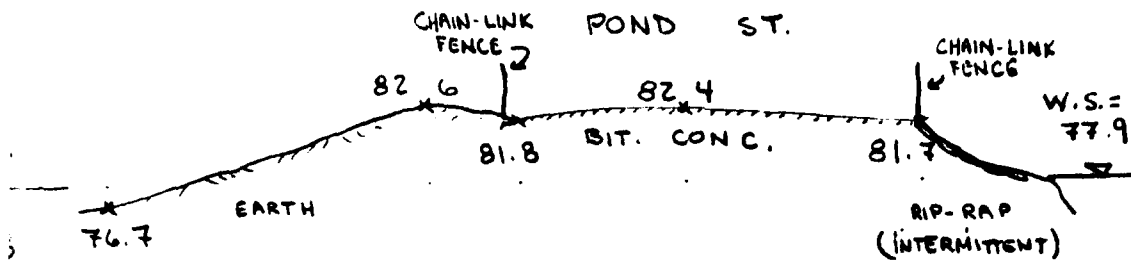 CHAIN-LINK
FENCE
POND ST.
CHAIN-LINK
FENCE
82.6
82.4
W.S.=
77.9
81.8
BIT. CONC.
81.7
EARTH
76.7
RIP-RAP
(INTERMITTENT)